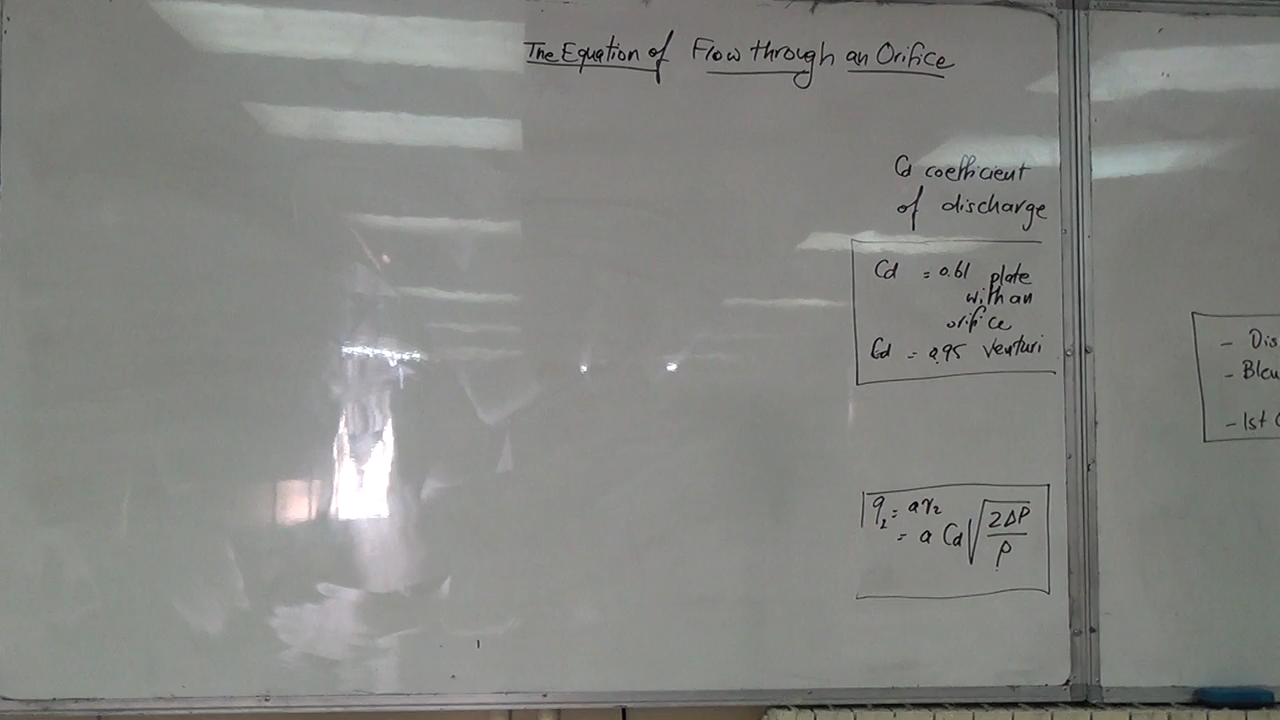 The Equation of Flow through an Orifice
Cd coefficient
of discharge
Cd = 0.61 plate
with an
orifice
Cd = 0.95 Venturi
q₂ = av₂
= a Cd √(2ΔP/ρ)
- Dis
- Blew
- 1st